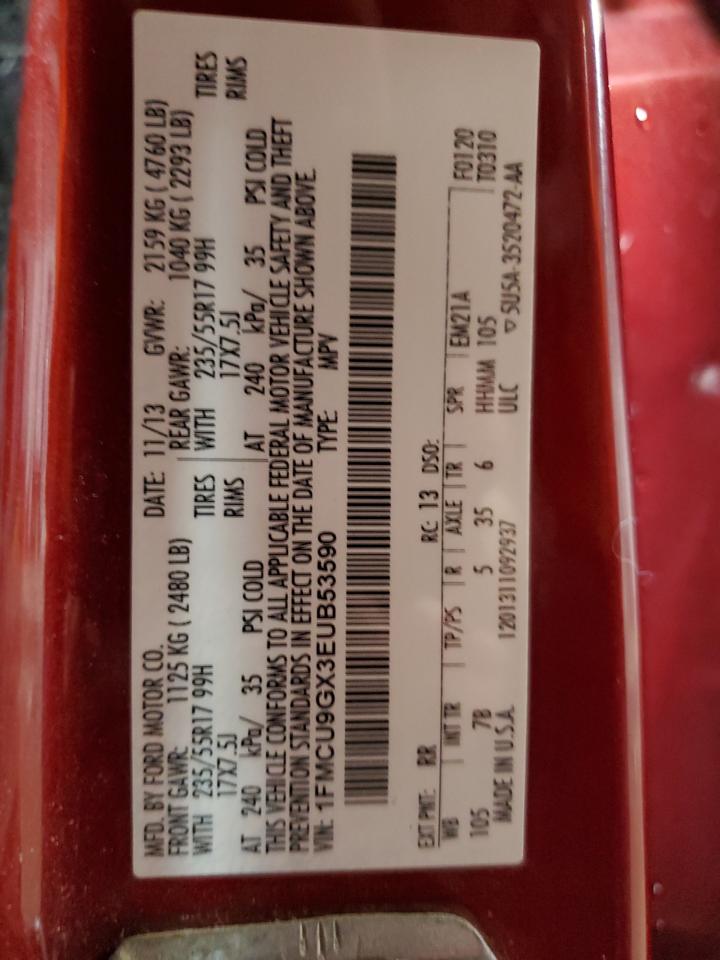 MFD. BY FORD MOTOR CO. DATE: 11/13 GVWR: 2159 KG ( 4760 LB)
FRONT GAWR: 1125 KG ( 2480 LB) REAR GAWR: 1040 KG ( 2293 LB)
WITH 235/55R17 99H TIRES WITH 235/55R17 99H TIRES
17X7.5J RIMS 17X7.5J RIMS
AT 240 kPa/ 35 PSI COLD AT 240 kPa/ 35 PSI COLD
THIS VEHICLE CONFORMS TO ALL APPLICABLE FEDERAL MOTOR VEHICLE SAFETY AND THEFT
PREVENTION STANDARDS IN EFFECT ON THE DATE OF MANUFACTURE SHOWN ABOVE.
VIN: 1FMCU9GX3EUB53590 TYPE: MPV
EXT PNT: RR RC: 13 DSO: F0120
WB INT TR TP/PS R AXLE TR SPR EM21A T0310
105 7B 5 35 6 HHMM 105
MADE IN U.S.A. 1201311092937 ULC ▽ 5U5A-3520472-AA